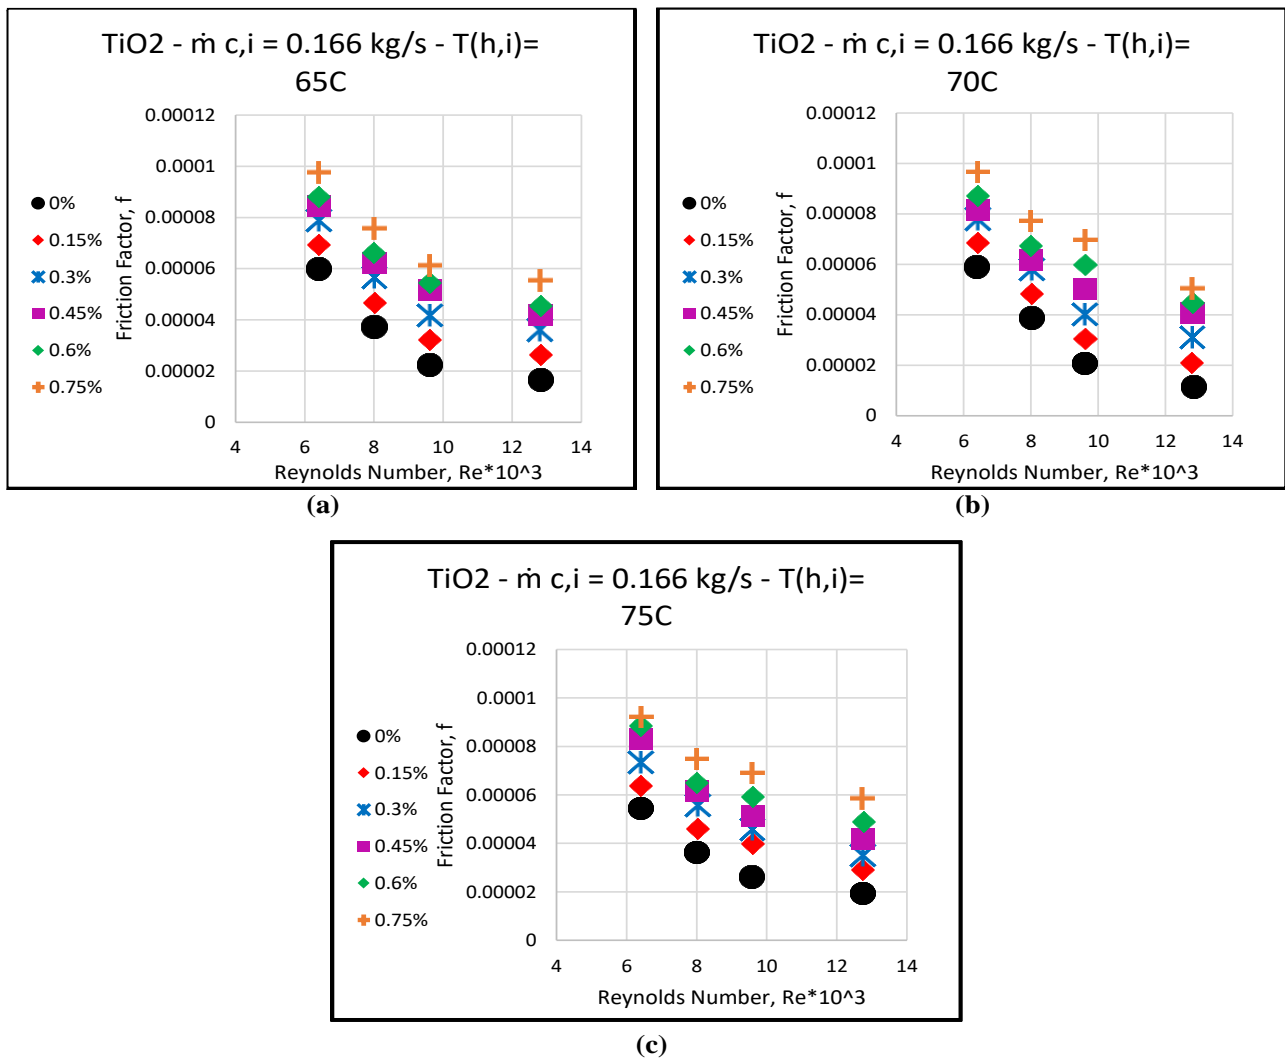 TiO2 - ṁ c,i = 0.166 kg/s - T(h,i)=
65C
0.00012
0.0001
0.00008
0.00006
0.00004
0.00002
0
Friction Factor, f
0%
0.15%
0.3%
0.45%
0.6%
0.75%
4 6 8 10 12 14
Reynolds Number, Re*10^3
(a)
TiO2 - ṁ c,i = 0.166 kg/s - T(h,i)=
70C
0.00012
0.0001
0.00008
0.00006
0.00004
0.00002
0
Friction Factor, f
0%
0.15%
0.3%
0.45%
0.6%
0.75%
4 6 8 10 12 14
Reynolds Number, Re*10^3
(b)
TiO2 - ṁ c,i = 0.166 kg/s - T(h,i)=
75C
0.00012
0.0001
0.00008
0.00006
0.00004
0.00002
0
Friction Factor, f
0%
0.15%
0.3%
0.45%
0.6%
0.75%
4 6 8 10 12 14
Reynolds Number, Re*10^3
(c)